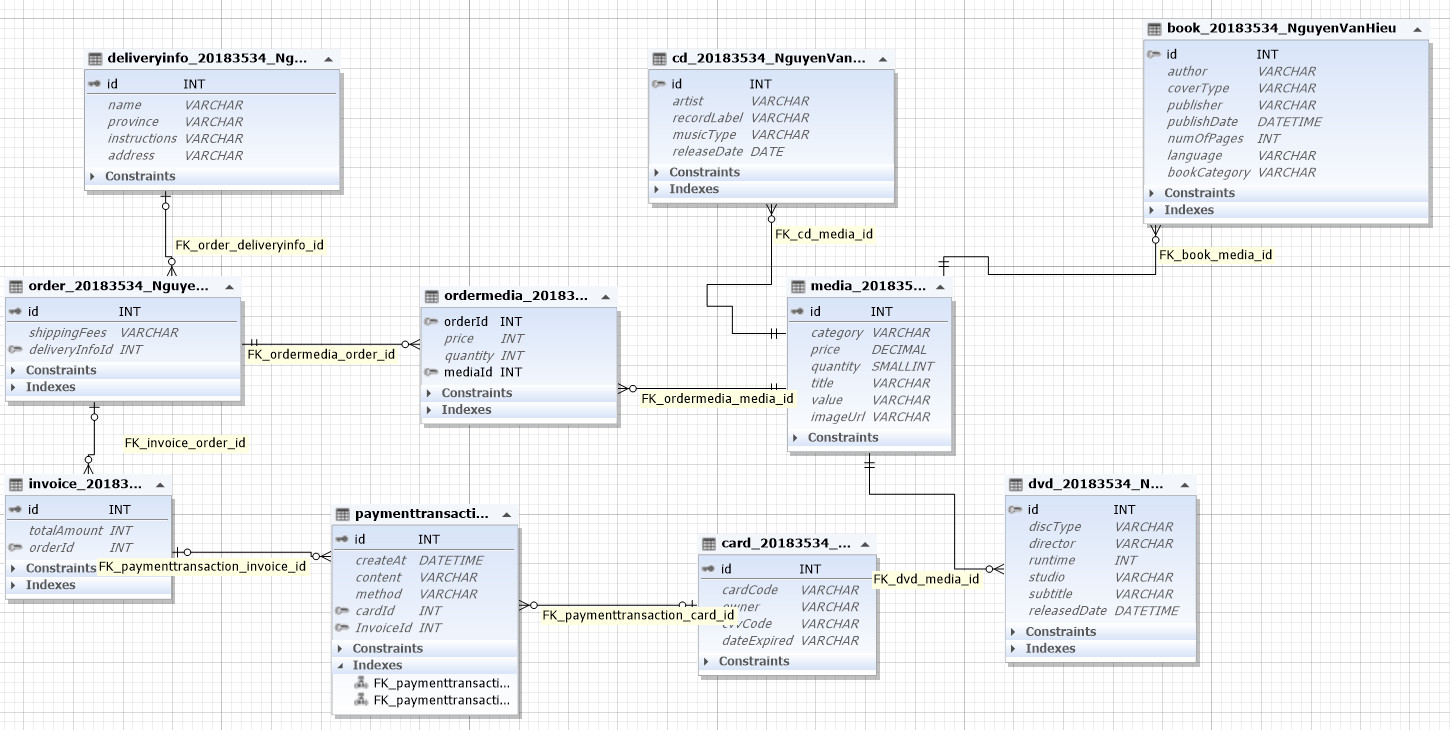 deliveryinfo_20183534_Ng...
id INT
name VARCHAR
province VARCHAR
instructions VARCHAR
address VARCHAR
Constraints
cd_20183534_NguyenVan...
id INT
artist VARCHAR
recordLabel VARCHAR
musicType VARCHAR
releaseDate DATE
Constraints
Indexes
book_20183534_NguyenVanHieu
id INT
author VARCHAR
coverType VARCHAR
publisher VARCHAR
publishDate DATETIME
numOfPages INT
language VARCHAR
bookCategory VARCHAR
Constraints
Indexes
FK_order_deliveryinfo_id
FK_cd_media_id
FK_book_media_id
order_20183534_Nguye...
id INT
shippingFees VARCHAR
deliveryInfoId INT
Constraints
Indexes
FK_ordermedia_order_id
ordermedia_20183...
orderId INT
price INT
quantity INT
mediaId INT
Constraints
Indexes
FK_ordermedia_media_id
media_201835...
id INT
category VARCHAR
price DECIMAL
quantity SMALLINT
title VARCHAR
value VARCHAR
imageUrl VARCHAR
Constraints
FK_invoice_order_id
invoice_20183...
id INT
totalAmount INT
orderId INT
Constraints
Indexes
FK_paymenttransaction_invoice_id
paymenttransacti...
id INT
createAt DATETIME
content VARCHAR
method VARCHAR
cardId INT
InvoiceId INT
Constraints
Indexes
FK_paymenttransacti...
FK_paymenttransacti...
FK_paymenttransaction_card_id
card_20183534_...
id INT
cardCode VARCHAR
owner VARCHAR
VARCHAR
dateExpired VARCHAR
Constraints
FK_dvd_media_id
dvd_20183534_N...
id INT
discType VARCHAR
director VARCHAR
runtime INT
studio VARCHAR
subtitle VARCHAR
releasedDate DATETIME
Constraints
Indexes